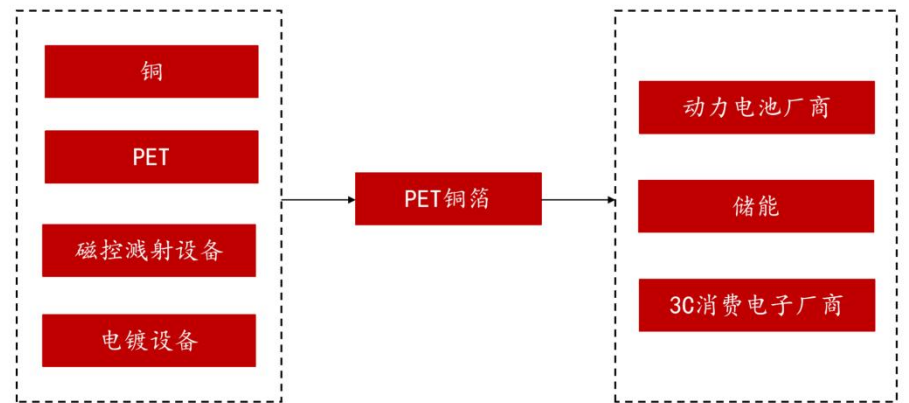 铜
PET
磁控溅射设备
电镀设备
PET铜箔
动力电池厂商
储能
3C消费电子厂商